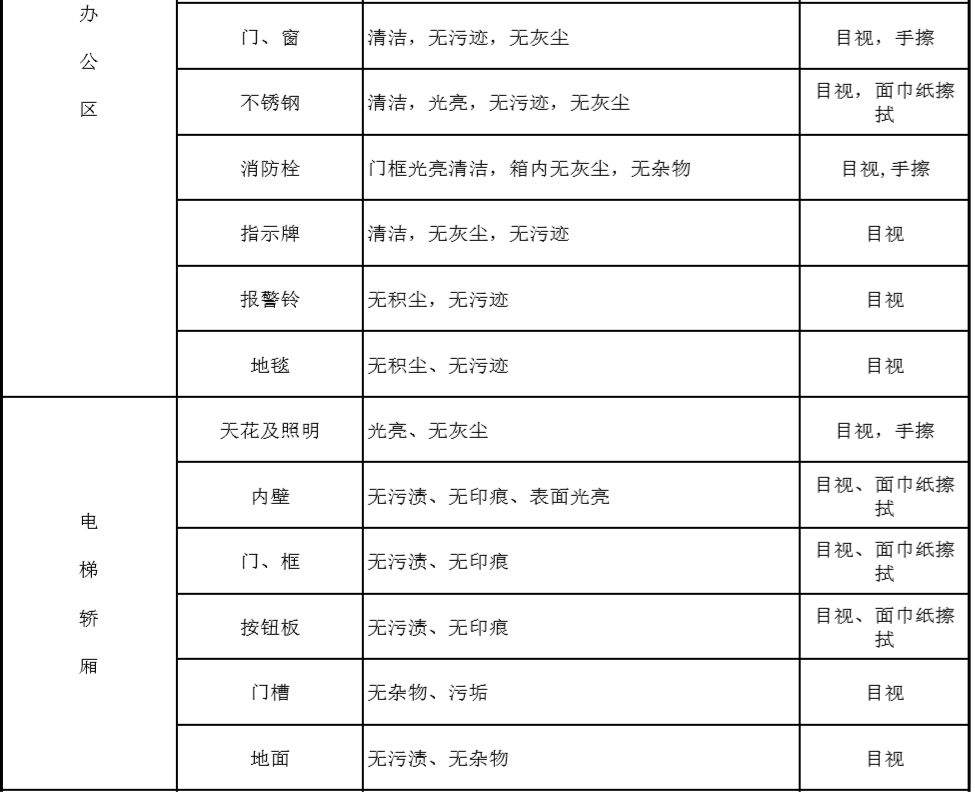 办
公
区
门、窗
清洁，无污迹，无灰尘
目视，手擦
不锈钢
清洁，光亮，无污迹，无灰尘
目视，面巾纸擦
拭
消防栓
门框光亮清洁，箱内无灰尘，无杂物
目视,手擦
指示牌
清洁，无灰尘，无污迹
目视
报警铃
无积尘，无污迹
目视
地毯
无积尘、无污迹
目视
电
梯
轿
厢
天花及照明
光亮、无灰尘
目视，手擦
内壁
无污渍、无印痕、表面光亮
目视、面巾纸擦
拭
门、框
无污渍、无印痕
目视、面巾纸擦
拭
按钮板
无污渍、无印痕
目视、面巾纸擦
拭
门槽
无杂物、污垢
目视
地面
无污渍、无杂物
目视